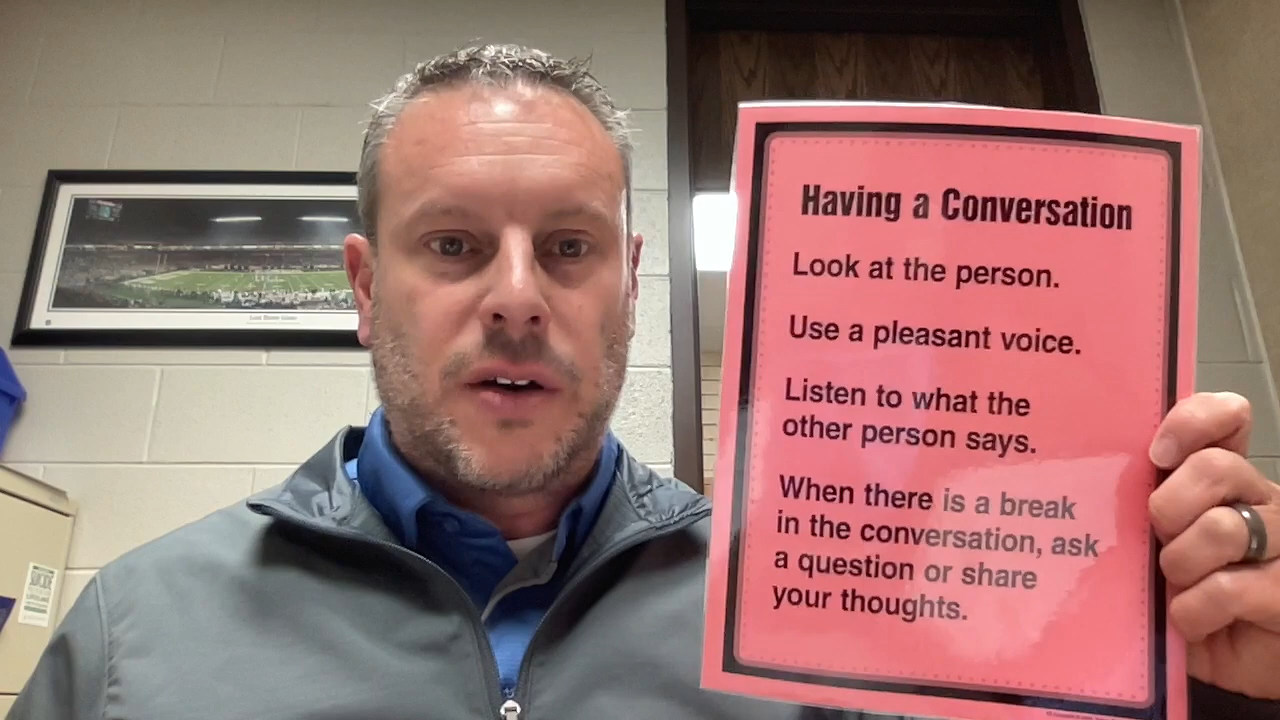 Having a Conversation
Look at the person.
Use a pleasant voice.
Listen to what the
other person says.
When there is a break
in the conversation, ask
a question or share
your thoughts.
SUICIDE